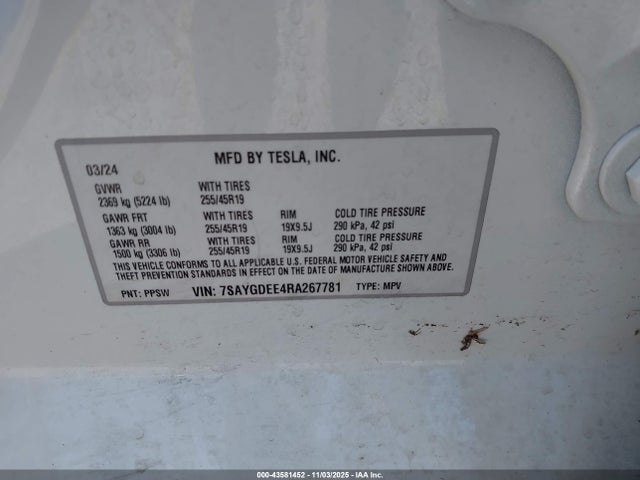 MFD BY TESLA, INC.
03/24
GVWR WITH TIRES
2369 kg (5224 lb) 255/45R19
GAWR FRT WITH TIRES RIM COLD TIRE PRESSURE
1363 kg (3004 lb) 255/45R19 19X9.5J 290 kPa, 42 psi
GAWR RR WITH TIRES RIM COLD TIRE PRESSURE
1500 kg (3306 lb) 255/45R19 19X9.5J 290 kPa, 42 psi
THIS VEHICLE CONFORMS TO ALL APPLICABLE U.S. FEDERAL MOTOR VEHICLE SAFETY AND
THEFT PREVENTION STANDARDS IN EFFECT ON THE DATE OF MANUFACTURE SHOWN ABOVE.
PNT: PPSW VIN: 7SAYGDEE4RA267781 TYPE: MPV
000-43581452 - 11/03/2025 - IAA Inc.